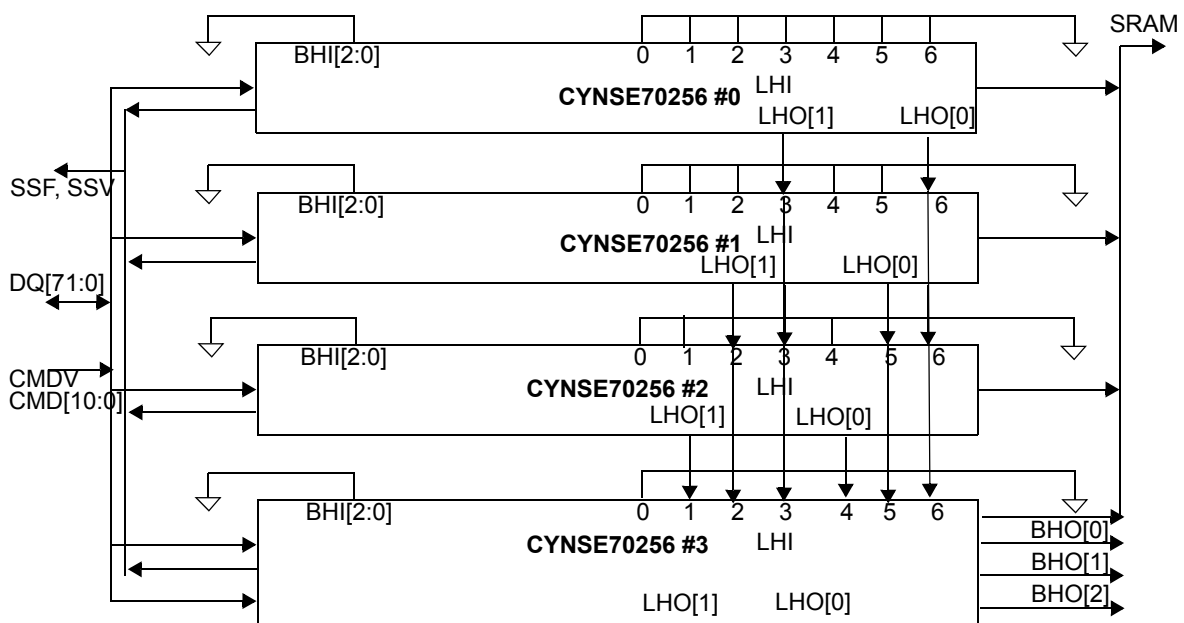 SRAM
BHI[2:0] 0 1 2 3 4 5 6
LHI
CYNSE70256 #0
LHO[1] LHO[0]
SSF, SSV
BHI[2:0] 0 1 2 3 4 5 6
CYNSE70256 #1 LHI
LHO[1] LHO[0]
DQ[71:0]
BHI[2:0] 0 1 2 3 4 5 6
CMDV
CYNSE70256 #2 LHI
CMD[10:0]
LHO[1] LHO[0]
BHI[2:0] 0 1 2 3 4 5 6
BHO[0]
CYNSE70256 #3 LHI
BHO[1]
BHO[2]
LHO[1] LHO[0]